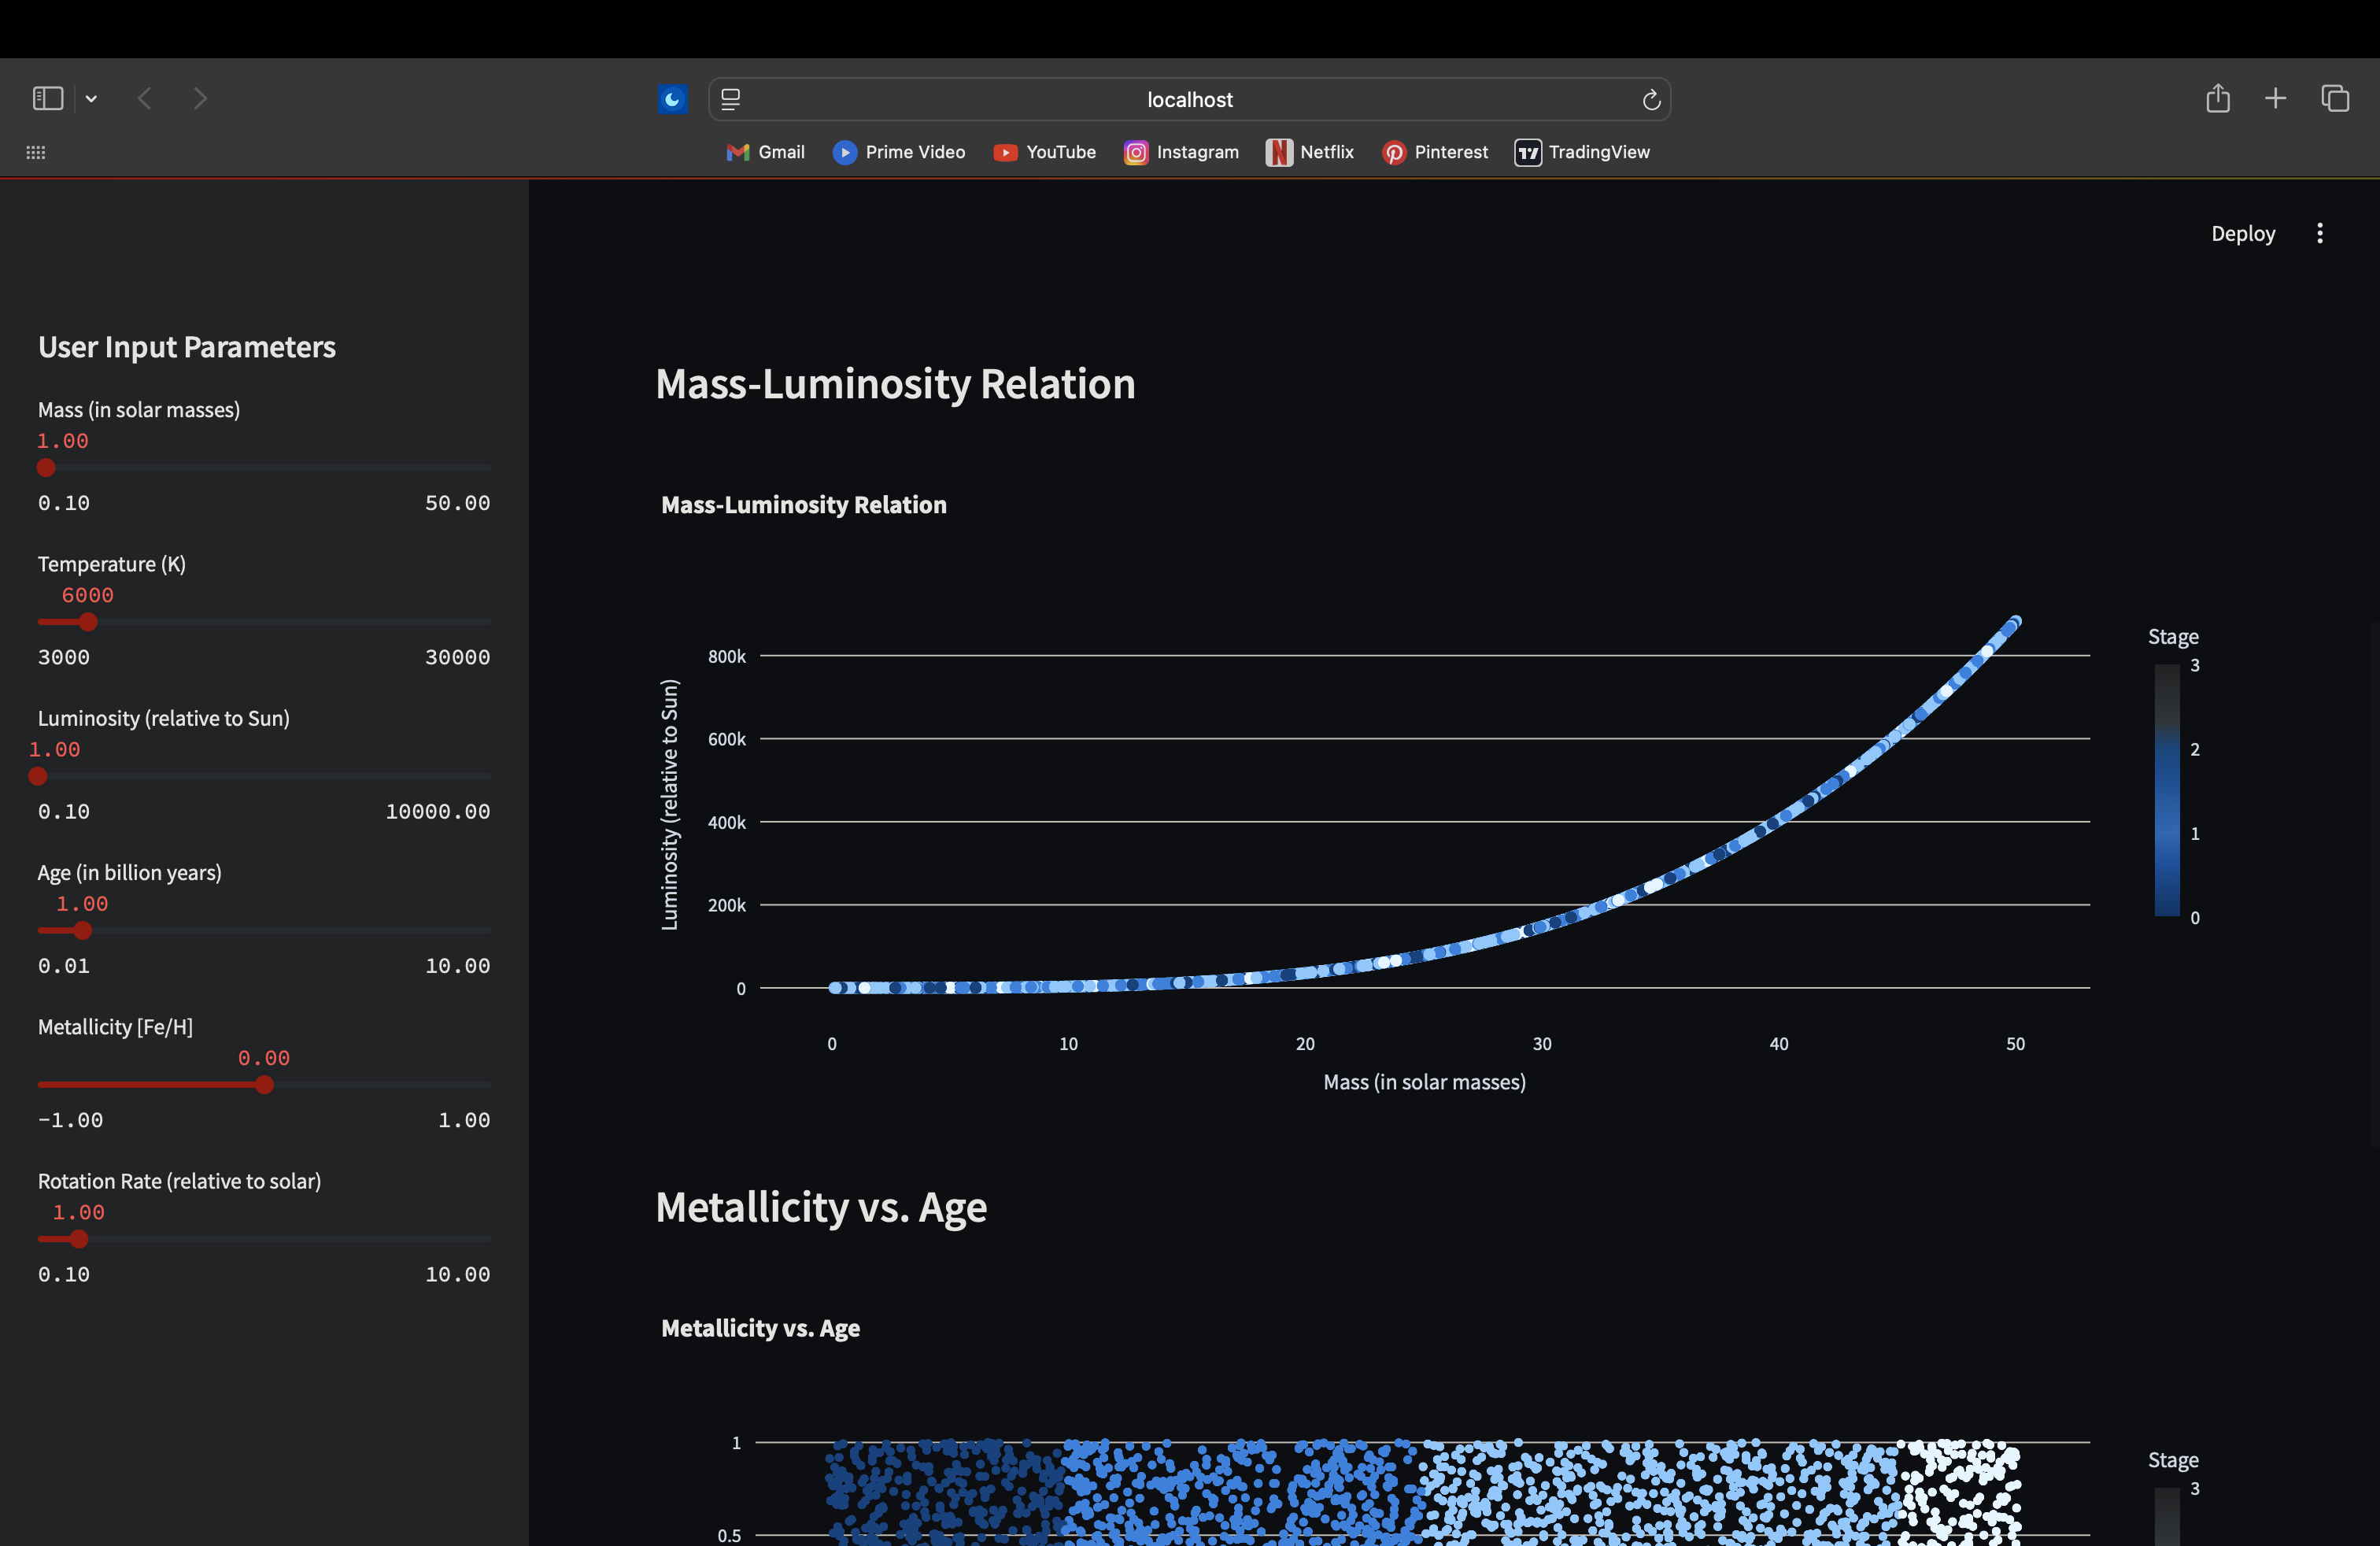 localhost
Gmail
Prime Video
YouTube
Instagram
Netflix
Pinterest
TradingView
Deploy
User Input Parameters
Mass (in solar masses)
1.00
0.10 50.00
Temperature (K)
6000
3000 30000
Luminosity (relative to Sun)
1.00
0.10 10000.00
Age (in billion years)
1.00
0.01 10.00
Metallicity [Fe/H]
0.00
−1.00 1.00
Rotation Rate (relative to solar)
1.00
0.10 10.00
Mass-Luminosity Relation
Mass-Luminosity Relation
Luminosity (relative to Sun)
800k
600k
400k
200k
0
0 10 20 30 40 50
Mass (in solar masses)
Stage
3
2
1
0
Metallicity vs. Age
Metallicity vs. Age
1
0.5
Stage
3